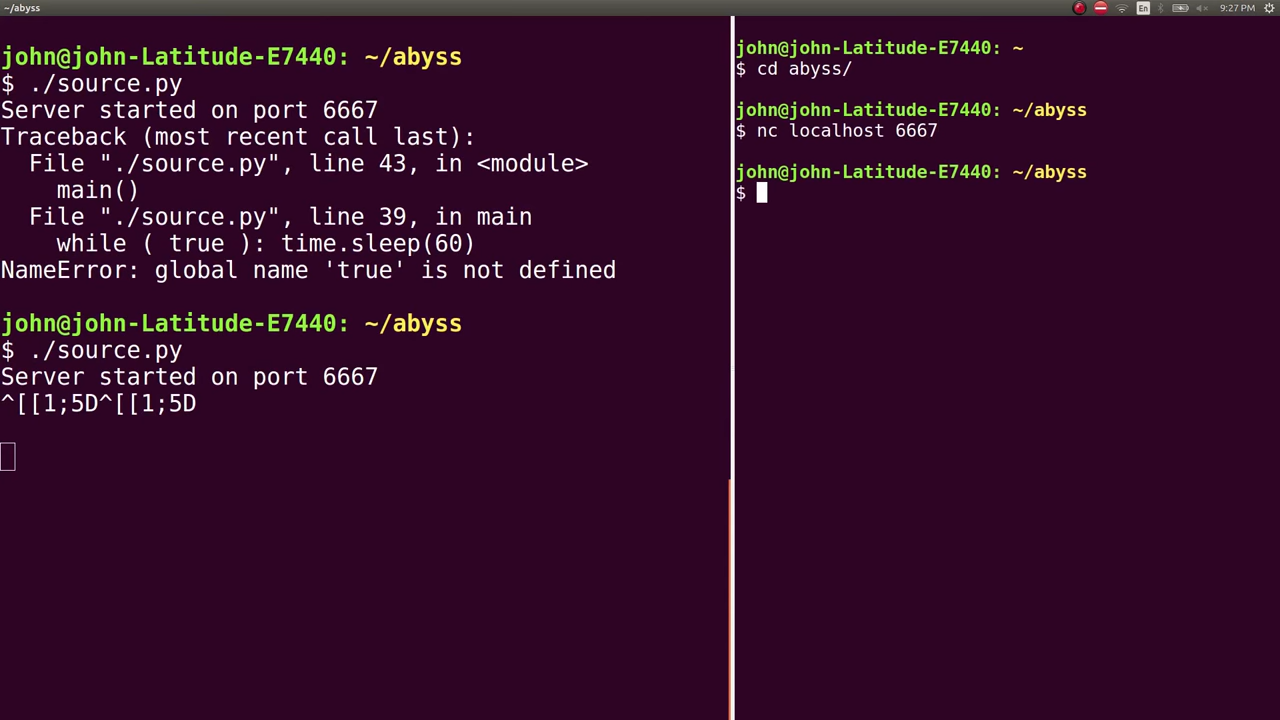 ~/abyss
En
9:27 PM
john@john-Latitude-E7440: ~/abyss
$ ./source.py
Server started on port 6667
Traceback (most recent call last):
File "./source.py", line 43, in <module>
main()
File "./source.py", line 39, in main
while ( true ): time.sleep(60)
NameError: global name 'true' is not defined
john@john-Latitude-E7440: ~/abyss
$ ./source.py
Server started on port 6667
^[[1;5D^[[1;5D
john@john-Latitude-E7440: ~
$ cd abyss/
john@john-Latitude-E7440: ~/abyss
$ nc localhost 6667
john@john-Latitude-E7440: ~/abyss
$